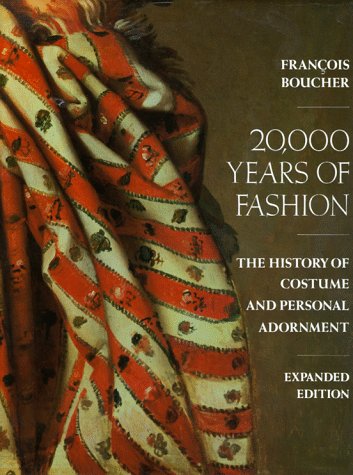 FRANÇOIS
BOUCHER
20,000
YEARS OF
FASHION
THE HISTORY OF
COSTUME
AND PERSONAL
ADORNMENT
EXPANDED
EDITION